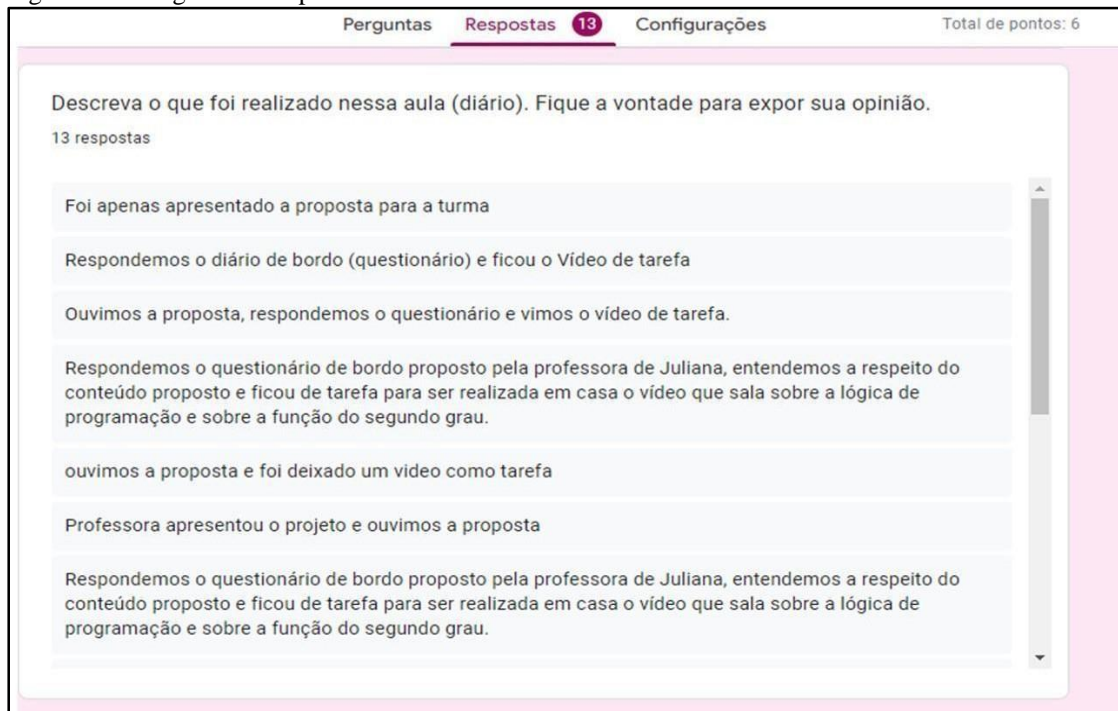 Perguntas Respostas 13 Configurações Total de pontos: 6
Descreva o que foi realizado nessa aula (diário). Fique a vontade para expor sua opinião.
13 respostas
Foi apenas apresentado a proposta para a turma
Respondemos o diário de bordo (questionário) e ficou o Vídeo de tarefa
Ouvimos a proposta, respondemos o questionário e vimos o vídeo de tarefa.
Respondemos o questionário de bordo proposto pela professora de Juliana, entendemos a respeito do
conteúdo proposto e ficou de tarefa para ser realizada em casa o vídeo que sala sobre a lógica de
programação e sobre a função do segundo grau.
ouvimos a proposta e foi deixado um video como tarefa
Professora apresentou o projeto e ouvimos a proposta
Respondemos o questionário de bordo proposto pela professora de Juliana, entendemos a respeito do
conteúdo proposto e ficou de tarefa para ser realizada em casa o vídeo que sala sobre a lógica de
programação e sobre a função do segundo grau.